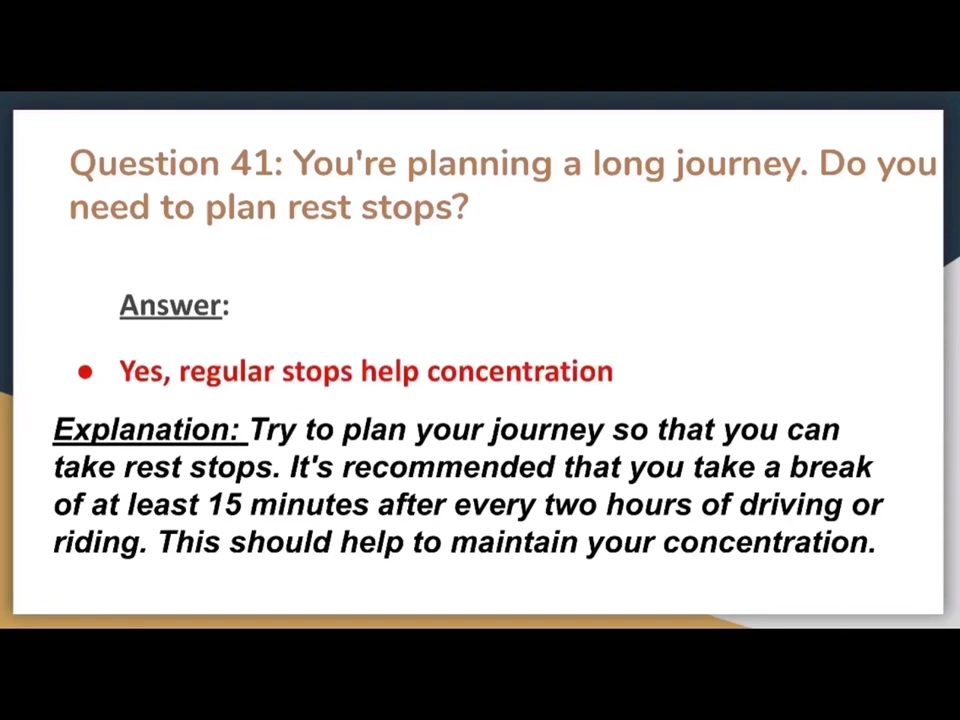 Question 41: You're planning a long journey. Do you
need to plan rest stops?
Answer:
● Yes, regular stops help concentration
Explanation: Try to plan your journey so that you can
take rest stops. It's recommended that you take a break
of at least 15 minutes after every two hours of driving or
riding. This should help to maintain your concentration.